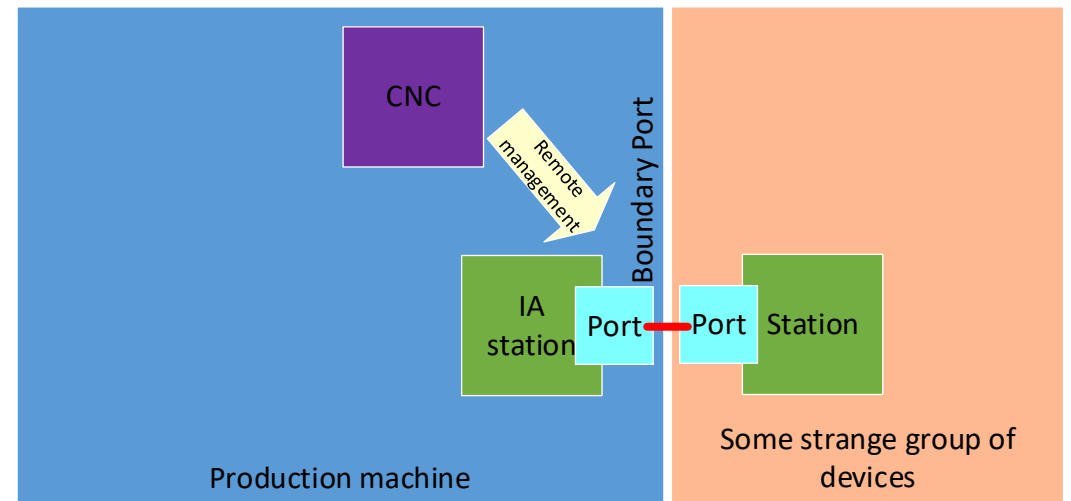 CNC
Remote
management
Boundary Port
IA
station
Port
Port
Station
Some strange group of
devices
Production machine